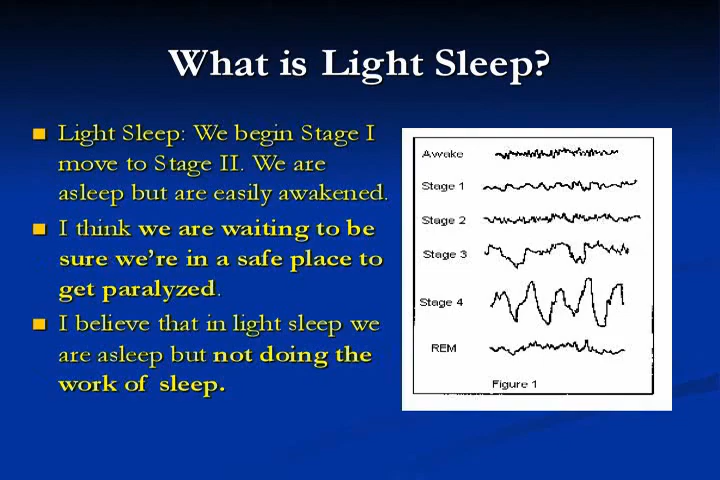 What is Light Sleep?
Light Sleep: We begin Stage I
move to Stage II. We are
asleep but are easily awakened.
I think we are waiting to be
sure we're in a safe place to
get paralyzed.
I believe that in light sleep we
are asleep but not doing the
work of sleep.
Awake
Stage 1
Stage 2
Stage 3
Stage 4
REM
Figure 1